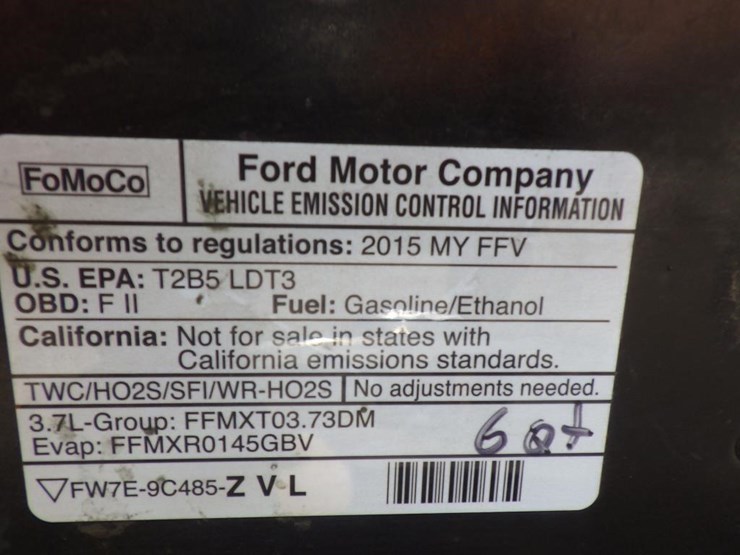 FoMoCo
Ford Motor Company
VEHICLE EMISSION CONTROL INFORMATION
Conforms to regulations: 2015 MY FFV
U.S. EPA: T2B5 LDT3
OBD: F II Fuel: Gasoline/Ethanol
California: Not for sale in states with
California emissions standards.
TWC/HO2S/SFI/WR-HO2S No adjustments needed.
3.7L-Group: FFMXT03.73DM
Evap: FFMXR0145GBV
6 qt
▽FW7E-9C485-Z V L